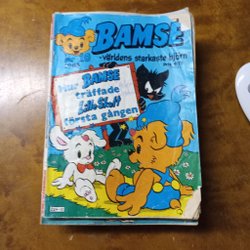 BAMSE
världens starkaste björn
När BAMSE
träffade
Lille Skutt
första gången